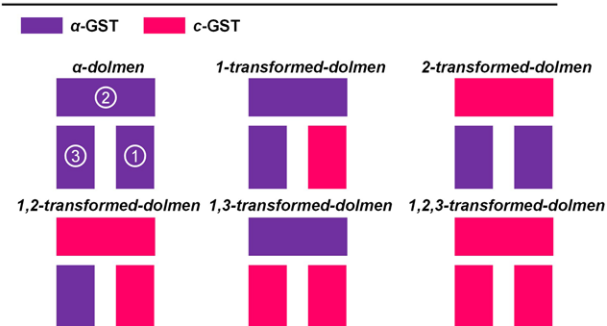 α-GST c-GST
α-dolmen 1-transformed-dolmen 2-transformed-dolmen
②
③ ①
1,2-transformed-dolmen 1,3-transformed-dolmen 1,2,3-transformed-dolmen